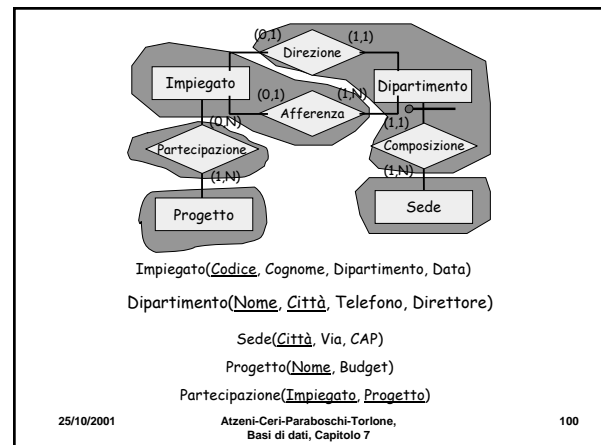 (0,1) (1,1)
Direzione
Impiegato
Dipartimento
(0,1)
(1,N)
Afferenza
(0,N)
(1,1)
Partecipazione
Composizione
(1,N)
(1,N)
Progetto
Sede
Impiegato(Codice, Cognome, Dipartimento, Data)
Dipartimento(Nome, Città, Telefono, Direttore)
Sede(Città, Via, CAP)
Progetto(Nome, Budget)
Partecipazione(Impiegato, Progetto)
25/10/2001 Atzeni-Ceri-Paraboschi-Torlone, 100
Basi di dati, Capitolo 7